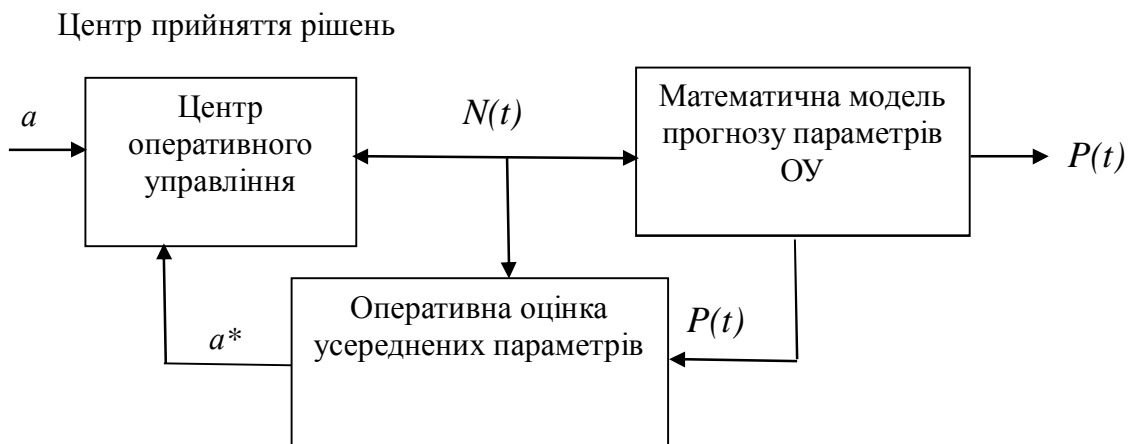 Центр прийняття рішень
a
Центр
оперативного
управління
N(t)
Математична модель
прогнозу параметрів
ОУ
P(t)
Оперативна оцінка
усереднених параметрів
P(t)
a*